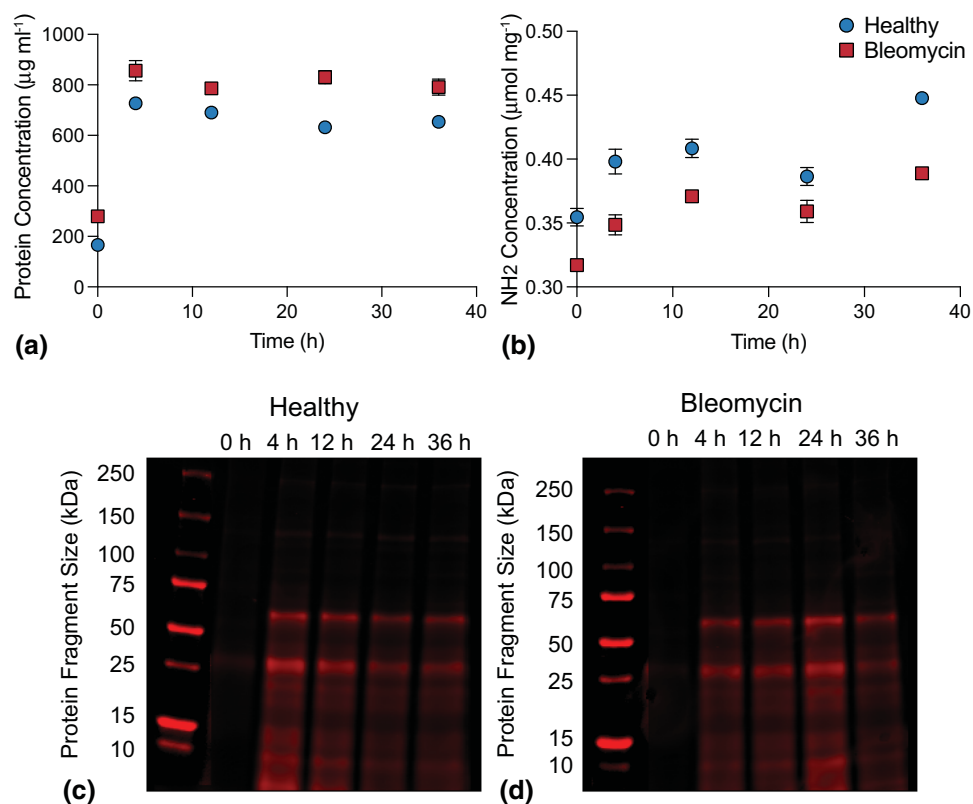 1000
800
600
400
200
0
Protein Concentration (µg ml⁻¹)
0 10 20 30 40
Time (h)
(a)
Healthy
Bleomycin
0.50
0.45
0.40
0.35
0.30
NH2 Concentration (µmol mg⁻¹)
0 10 20 30 40
Time (h)
(b)
Healthy
0 h 4 h 12 h 24 h 36 h
Protein Fragment Size (kDa)
250
150
100
75
50
25
15
10
(c)
Bleomycin
0 h 4 h 12 h 24 h 36 h
Protein Fragment Size (kDa)
250
150
100
75
50
25
15
10
(d)